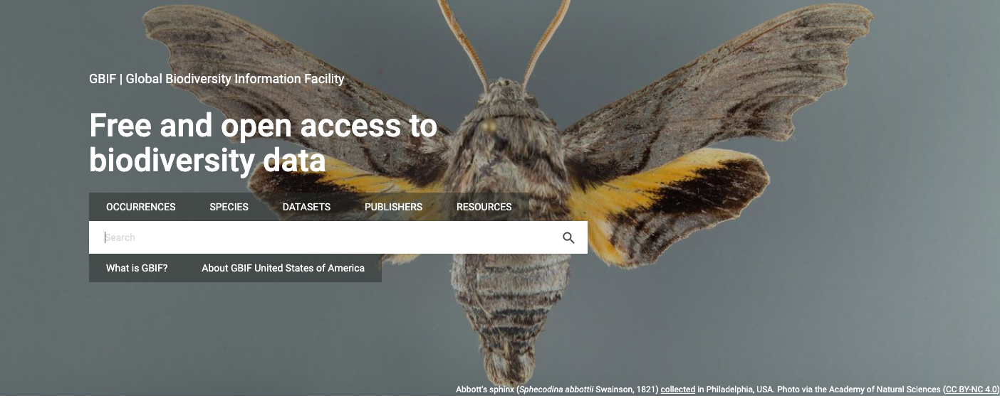 GBIF | Global Biodiversity Information Facility
Free and open access to
biodiversity data
OCCURRENCES SPECIES DATASETS PUBLISHERS RESOURCES
Search
What is GBIF? About GBIF United States of America
Abbott's sphinx (Sphecodina abbottii Swainson, 1821) collected in Philadelphia, USA. Photo via the Academy of Natural Sciences (CC BY-NC 4.0)